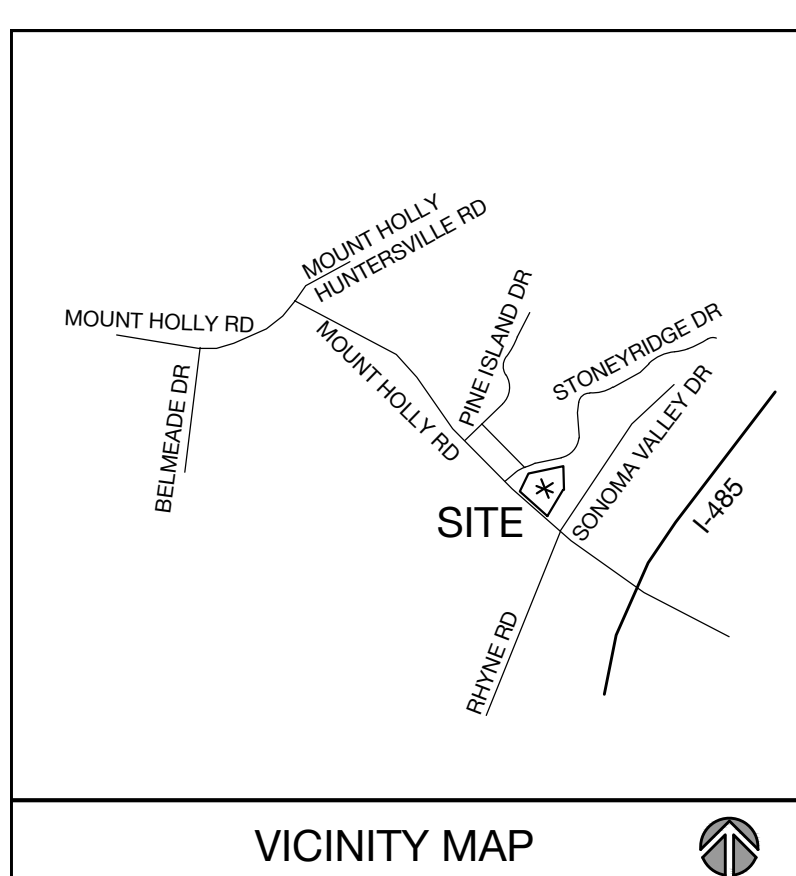 MOUNT HOLLY
HUNTERSVILLE RD
MOUNT HOLLY RD
MOUNT HOLLY RD
PINE ISLAND DR
STONEYRIDGE DR
BELMEADE DR
SONOMA VALLEY DR
I-485
SITE
RHYNE RD
VICINITY MAP